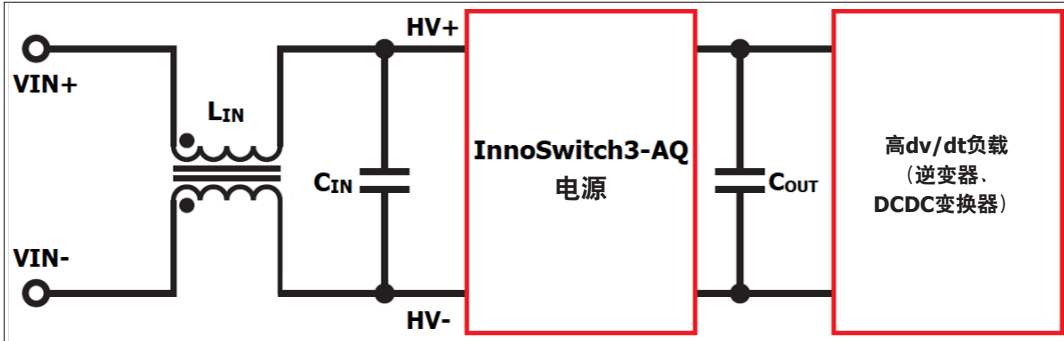 HV+
VIN+
LIN
CIN
InnoSwitch3-AQ
电源
COUT
高dv/dt负载
(逆变器、
DCDC变换器)
VIN-
HV-